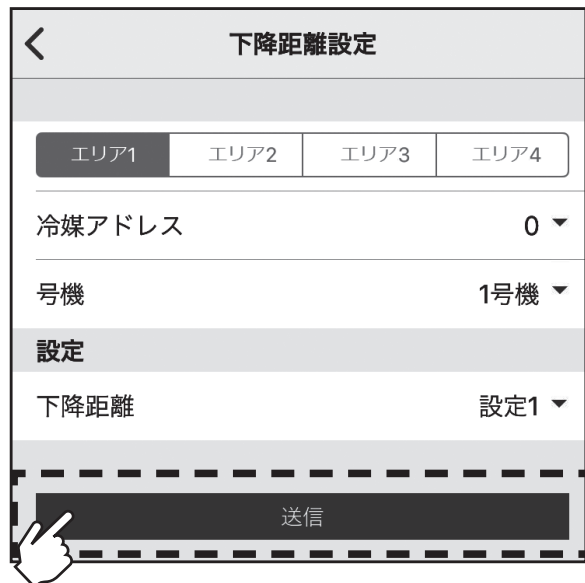 下降距離設定
エリア1 エリア2 エリア3 エリア4
冷媒アドレス 0
号機 1号機
設定
下降距離 設定1
送信